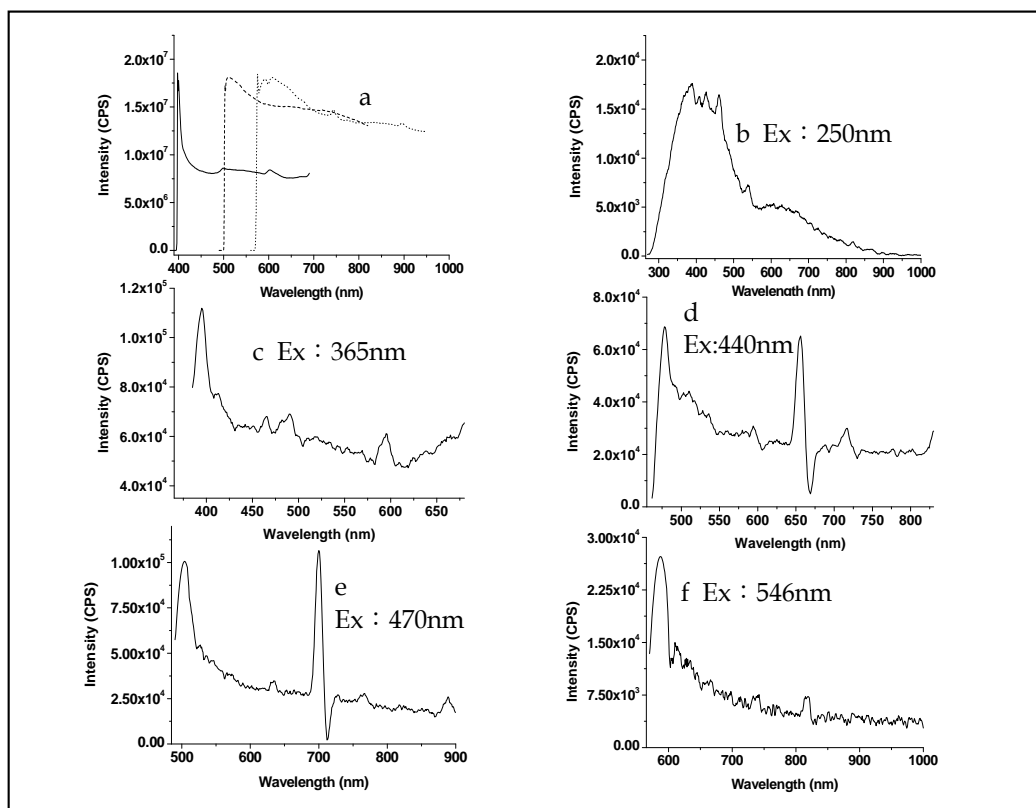 Intensity (CPS)
2.0x10⁷
1.5x10⁷
1.0x10⁷
5.0x10⁶
0.0
a
400 500 600 700 800 900 1000
Wavelength (nm)
Intensity (CPS)
2.0x10⁴
1.5x10⁴
1.0x10⁴
5.0x10³
0.0
b Ex：250nm
300 400 500 600 700 800 900 1000
Wavelength (nm)
Intensity (CPS)
1.2x10⁵
1.0x10⁵
8.0x10⁴
6.0x10⁴
4.0x10⁴
c Ex：365nm
400 450 500 550 600 650
Wavelength (nm)
Intensity (CPS)
8.0x10⁴
6.0x10⁴
4.0x10⁴
2.0x10⁴
0.0
d
Ex:440nm
500 550 600 650 700 750 800
Wavelength (nm)
Intensity (CPS)
1.00x10⁵
7.50x10⁴
5.00x10⁴
2.50x10⁴
0.00
e
Ex：470nm
500 600 700 800 900
Wavelength (nm)
Intensity (CPS)
3.00x10⁴
2.25x10⁴
1.50x10⁴
7.50x10³
0.00
f Ex：546nm
600 700 800 900 1000
Wavelength (nm)